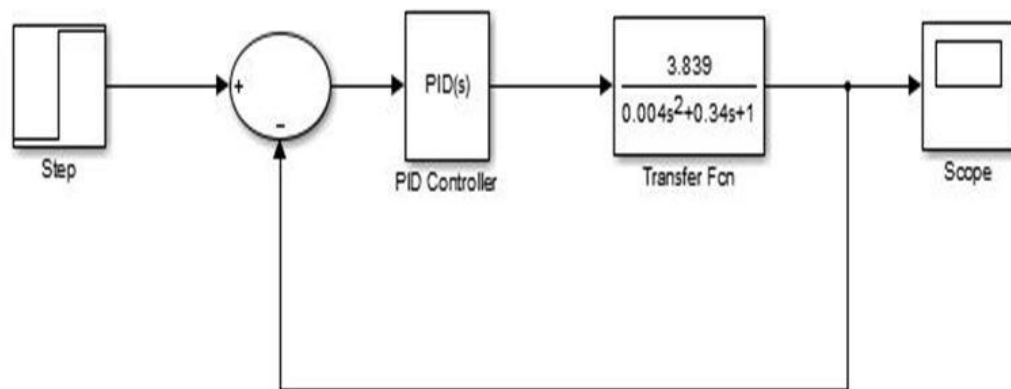 +
-
PID(s)
3.839
0.004s²+0.34s+1
Step
PID Controller
Transfer Fcn
Scope